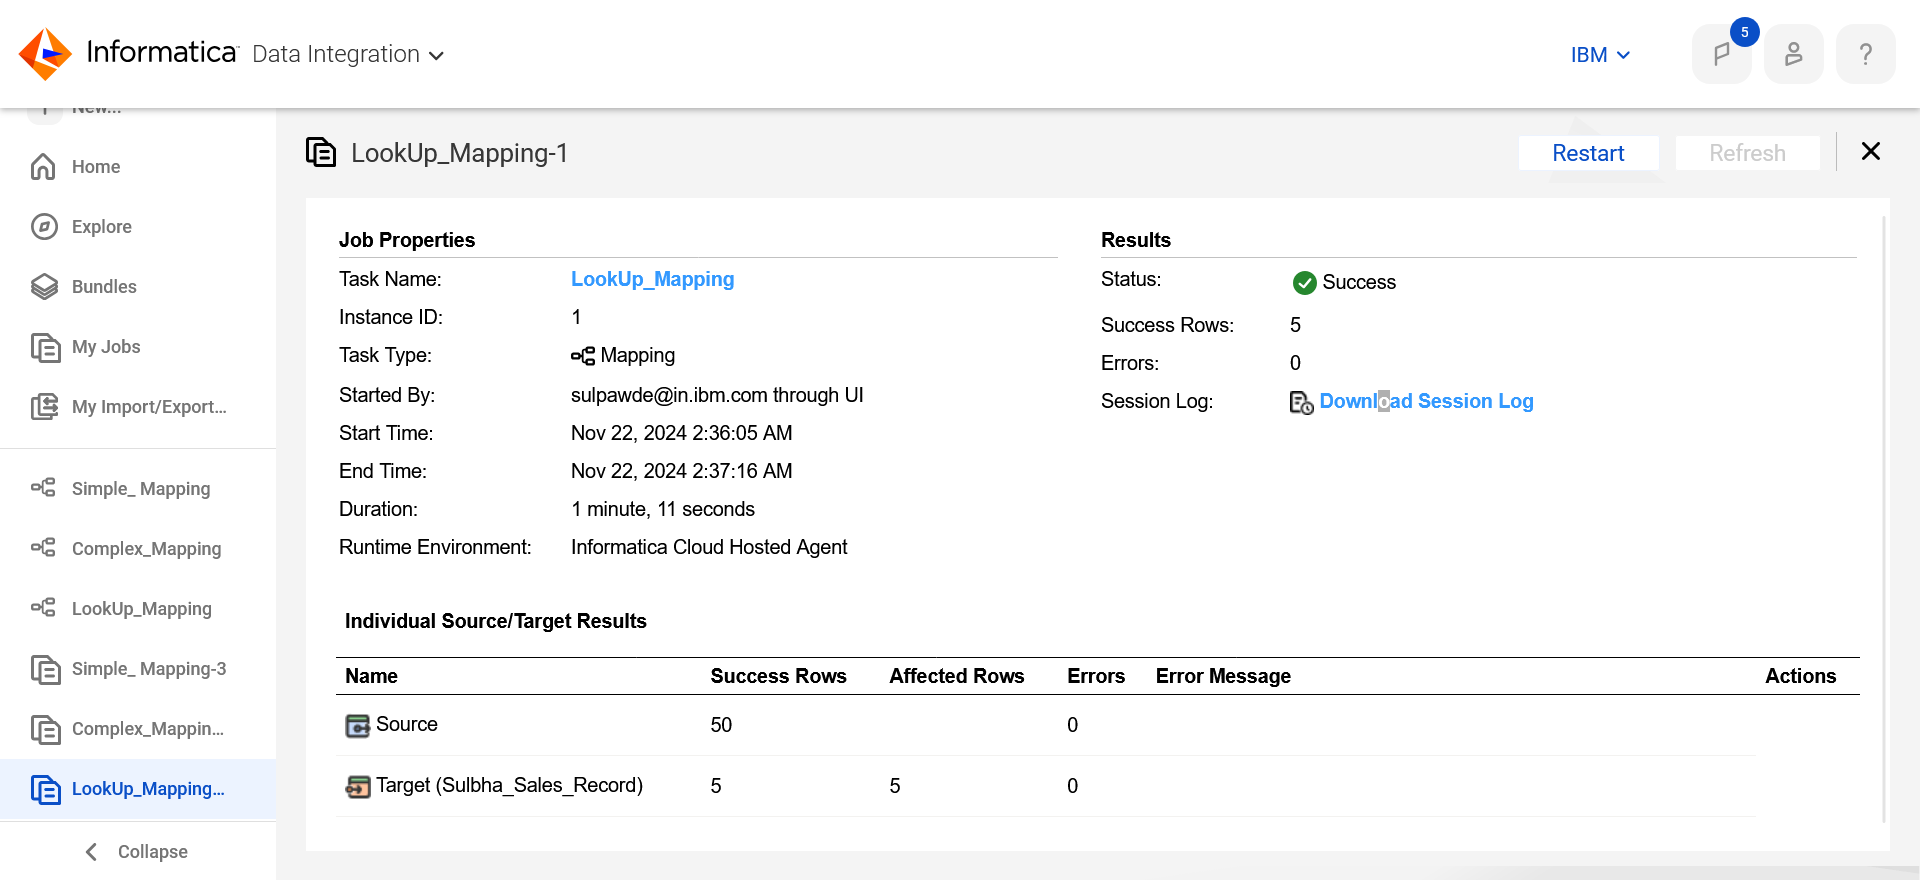 Informatica Data Integration
IBM
5
?
New...
Home
Explore
Bundles
My Jobs
My Import/Export...
Simple_ Mapping
Complex_Mapping
LookUp_Mapping
Simple_ Mapping-3
Complex_Mappin...
LookUp_Mapping...
Collapse
LookUp_Mapping-1
Restart Refresh
Job Properties
Task Name: LookUp_Mapping
Instance ID: 1
Task Type: Mapping
Started By: sulpawde@in.ibm.com through UI
Start Time: Nov 22, 2024 2:36:05 AM
End Time: Nov 22, 2024 2:37:16 AM
Duration: 1 minute, 11 seconds
Runtime Environment: Informatica Cloud Hosted Agent
Results
Status: Success
Success Rows: 5
Errors: 0
Session Log: Download Session Log
Individual Source/Target Results
Name Success Rows Affected Rows Errors Error Message Actions
Source 50 0
Target (Sulbha_Sales_Record) 5 5 0